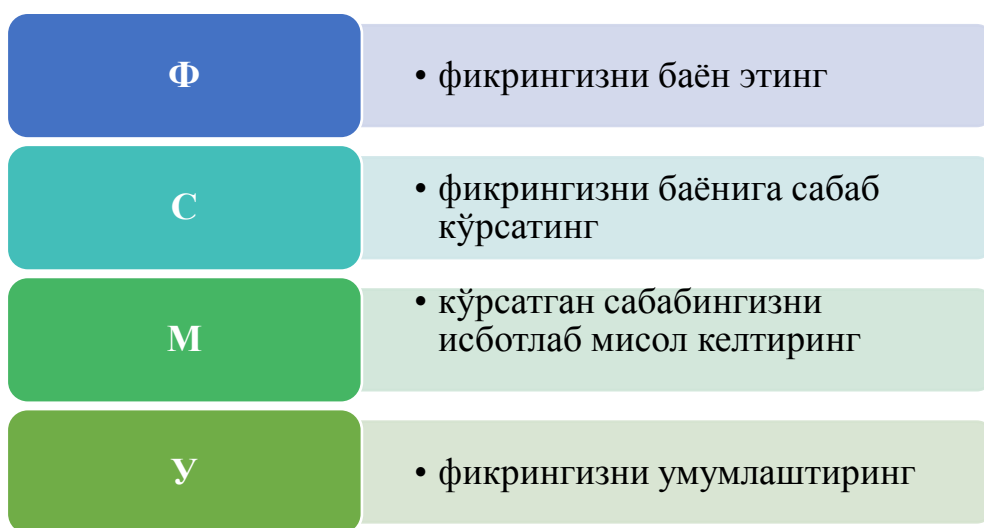 Ф
• фикрингизни баён этинг
С
• фикрингизни баёнига сабаб
кўрсатинг
М
• кўрсатган сабабингизни
исботлаб мисол келтиринг
У
• фикрингизни умумлаштиринг